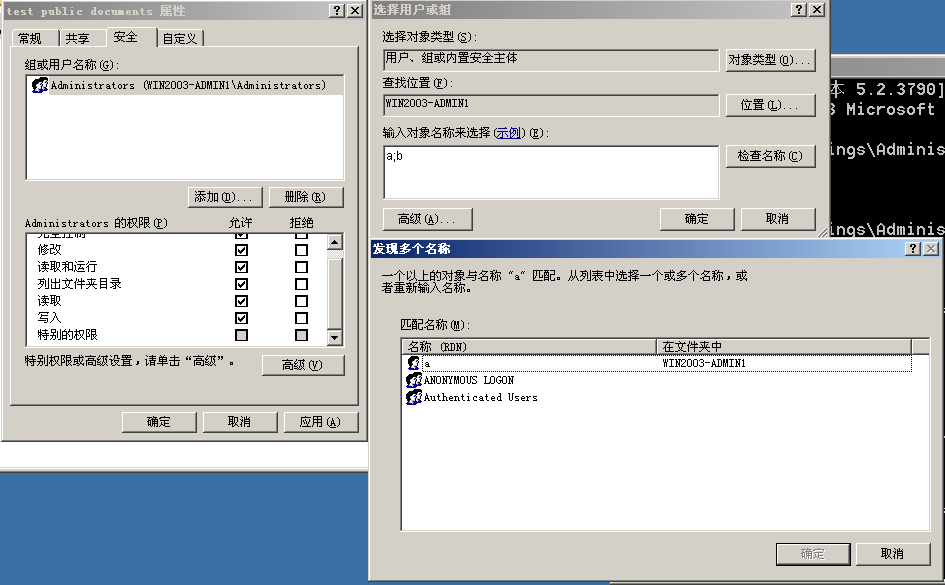 test public documents 属性
常规
共享
安全
自定义
组或用户名称(G):
Administrators (WIN2003-ADMIN1\Administrators)
添加(D)...
删除(R)
Administrators 的权限(P)
允许
拒绝
完全控制
修改
读取和运行
列出文件夹目录
读取
写入
特别的权限
特别权限或高级设置，请单击“高级”。
高级(V)
确定
取消
应用(A)
选择用户或组
选择对象类型(S):
用户、组或内置安全主体
对象类型(O)...
查找位置(F):
WIN2003-ADMIN1
位置(L)...
输入对象名称来选择(示例)(E):
a;b
检查名称(C)
高级(A)...
确定
取消
本 5.2.3790]
3 Microsoft
ings\Adminis
ings\Adminis
发现多个名称
一个以上的对象与名称 “a” 匹配。从列表中选择一个或多个名称，或
者重新输入名称。
匹配名称(M):
名称 (RDN)
在文件夹中
a
WIN2003-ADMIN1
ANONYMOUS LOGON
Authenticated Users
确定
取消